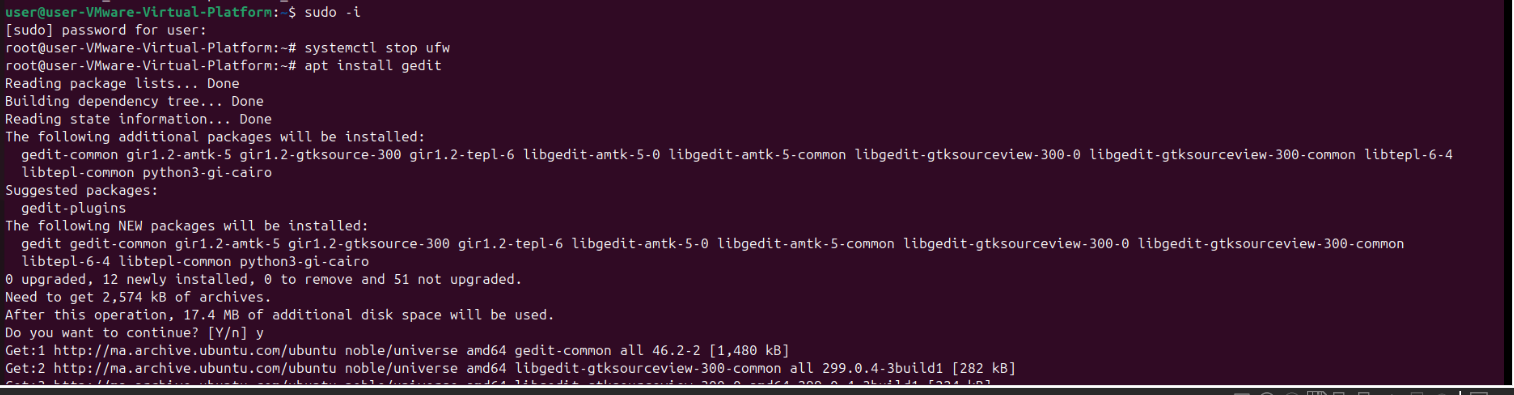 user@user-VMware-Virtual-Platform:~$ sudo -i
[sudo] password for user:
root@user-VMware-Virtual-Platform:~# systemctl stop ufw
root@user-VMware-Virtual-Platform:~# apt install gedit
Reading package lists... Done
Building dependency tree... Done
Reading state information... Done
The following additional packages will be installed:
  gedit-common gir1.2-amtk-5 gir1.2-gtksource-300 gir1.2-tepl-6 libgedit-amtk-5-0 libgedit-amtk-5-common libgedit-gtksourceview-300-0 libgedit-gtksourceview-300-common libtepl-6-4
  libtepl-common python3-gi-cairo
Suggested packages:
  gedit-plugins
The following NEW packages will be installed:
  gedit gedit-common gir1.2-amtk-5 gir1.2-gtksource-300 gir1.2-tepl-6 libgedit-amtk-5-0 libgedit-amtk-5-common libgedit-gtksourceview-300-0 libgedit-gtksourceview-300-common
  libtepl-6-4 libtepl-common python3-gi-cairo
0 upgraded, 12 newly installed, 0 to remove and 51 not upgraded.
Need to get 2,574 kB of archives.
After this operation, 17.4 MB of additional disk space will be used.
Do you want to continue? [Y/n] y
Get:1 http://ma.archive.ubuntu.com/ubuntu noble/universe amd64 gedit-common all 46.2-2 [1,480 kB]
Get:2 http://ma.archive.ubuntu.com/ubuntu noble/universe amd64 libgedit-gtksourceview-300-common all 299.0.4-3build1 [282 kB]